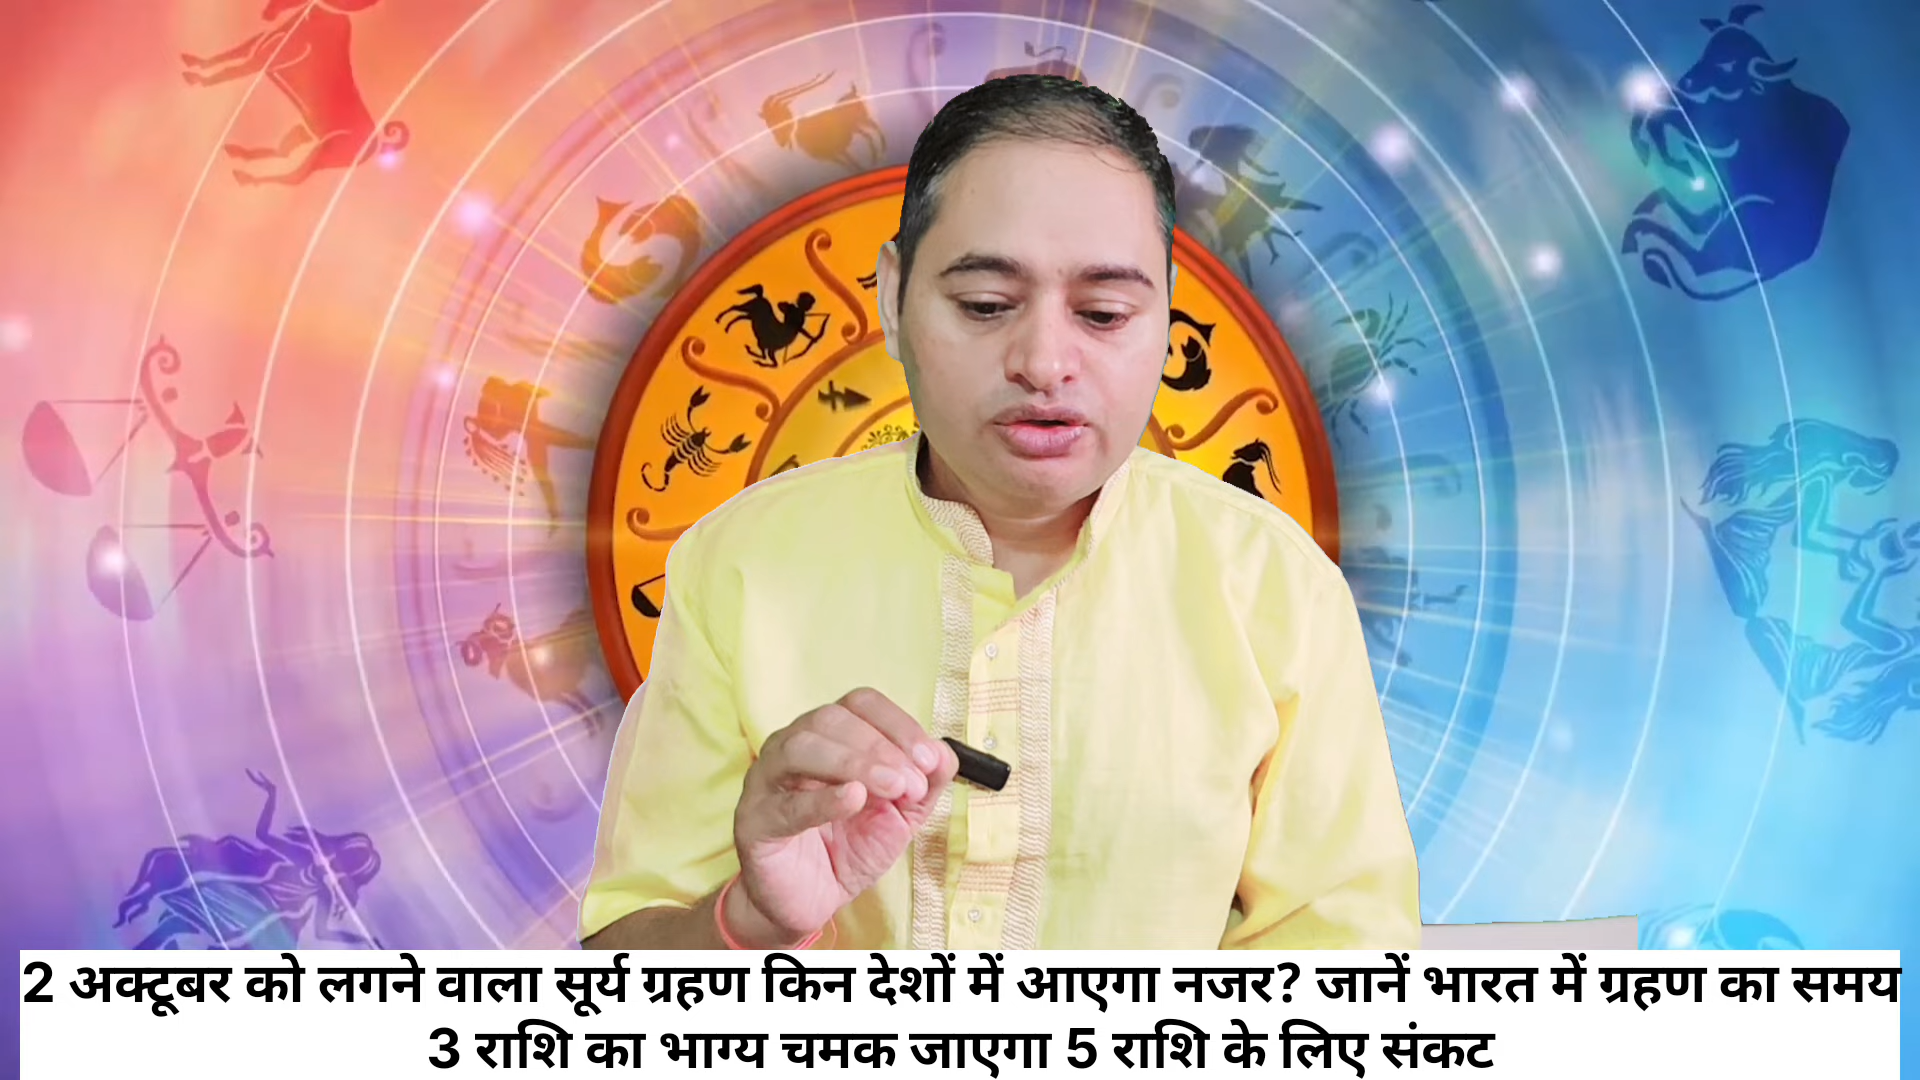 2 अक्टूबर को लगने वाला सूर्य ग्रहण किन देशों में आएगा नजर? जानें भारत में ग्रहण का समय
3 राशि का भाग्य चमक जाएगा 5 राशि के लिए संकट